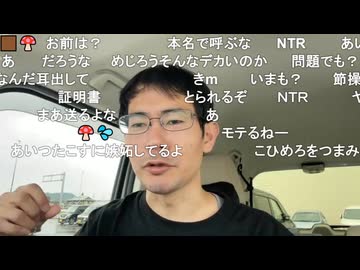 お前は？ 本名で呼ぶな NTR あい
あ だろうな めじろうそんなデカいのか 問題でも？
なんだ耳出して きm いまも？ 節操
証明書 とられるぞ NTR や
まあ送るよな あ
モテるねー
あいつたこすに嫉妬してるよ こひめろをつまみ